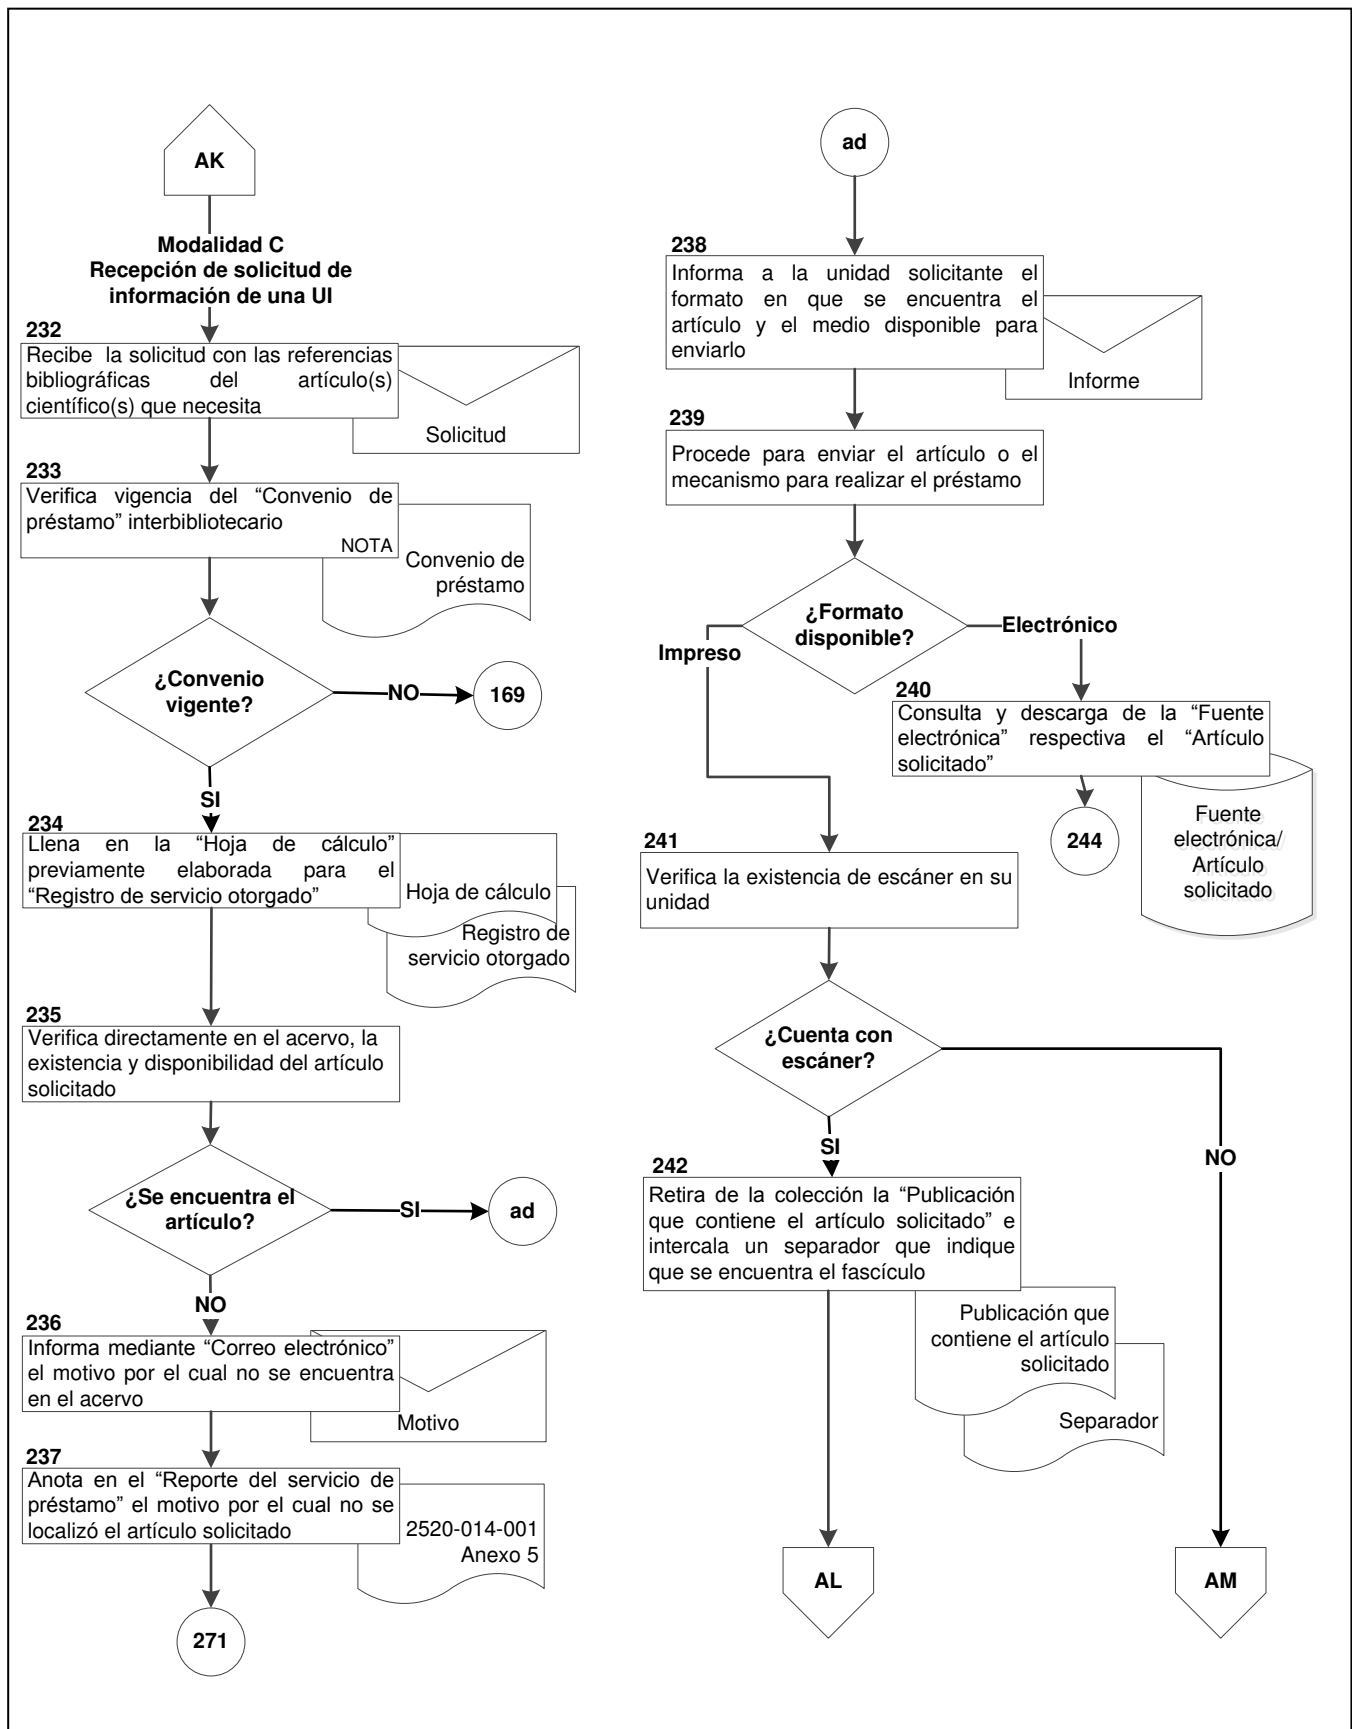 AK
Modalidad C
Recepción de solicitud de
información de una UI
232
Recibe la solicitud con las referencias
bibliográficas del artículo(s)
científico(s) que necesita
Solicitud
233
Verifica vigencia del “Convenio de
préstamo” interbibliotecario
NOTA
Convenio de
préstamo
¿Convenio
vigente?
NO
169
SI
234
Llena en la “Hoja de cálculo”
previamente elaborada para el
“Registro de servicio otorgado”
Hoja de cálculo
Registro de
servicio otorgado
235
Verifica directamente en el acervo, la
existencia y disponibilidad del artículo
solicitado
¿Se encuentra el
artículo?
SI
ad
NO
236
Informa mediante “Correo electrónico”
el motivo por el cual no se encuentra
en el acervo
Motivo
237
Anota en el “Reporte del servicio de
préstamo” el motivo por el cual no se
localizó el artículo solicitado
2520-014-001
Anexo 5
271
ad
238
Informa a la unidad solicitante el
formato en que se encuentra el
artículo y el medio disponible para
enviarlo
Informe
239
Procede para enviar el artículo o el
mecanismo para realizar el préstamo
¿Formato
disponible?
Electrónico
Impreso
240
Consulta y descarga de la “Fuente
electrónica” respectiva el “Artículo
solicitado”
Fuente
electrónica/
Artículo
solicitado
244
241
Verifica la existencia de escáner en su
unidad
¿Cuenta con
escáner?
SI
NO
242
Retira de la colección la “Publicación
que contiene el artículo solicitado” e
intercala un separador que indique
que se encuentra el fascículo
Publicación que
contiene el artículo
solicitado
Separador
AL
AM